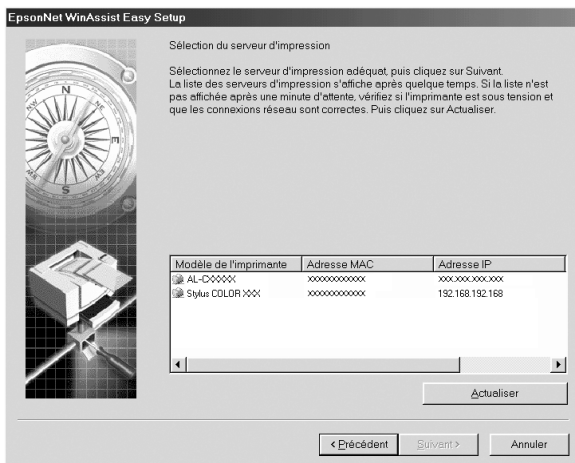 EpsonNet WinAssist Easy Setup
Sélection du serveur d'impression
Sélectionnez le serveur d'impression adéquat, puis cliquez sur Suivant.
La liste des serveurs d'impression s'affiche après quelque temps. Si la liste n'est
pas affichée après une minute d'attente, vérifiez si l'imprimante est sous tension et
que les connexions réseau sont correctes. Puis cliquez sur Actualiser.
N
NW
NE
W
E
SW
S
Modèle de l'imprimante Adresse MAC Adresse IP
AL-CXXXXX XXXXXXXXXXXX XXX.XXX.XXX.XXX
Stylus COLOR XXX XXXXXXXXXXXX 192.168.192.168
Actualiser
< Précédent Suivant > Annuler